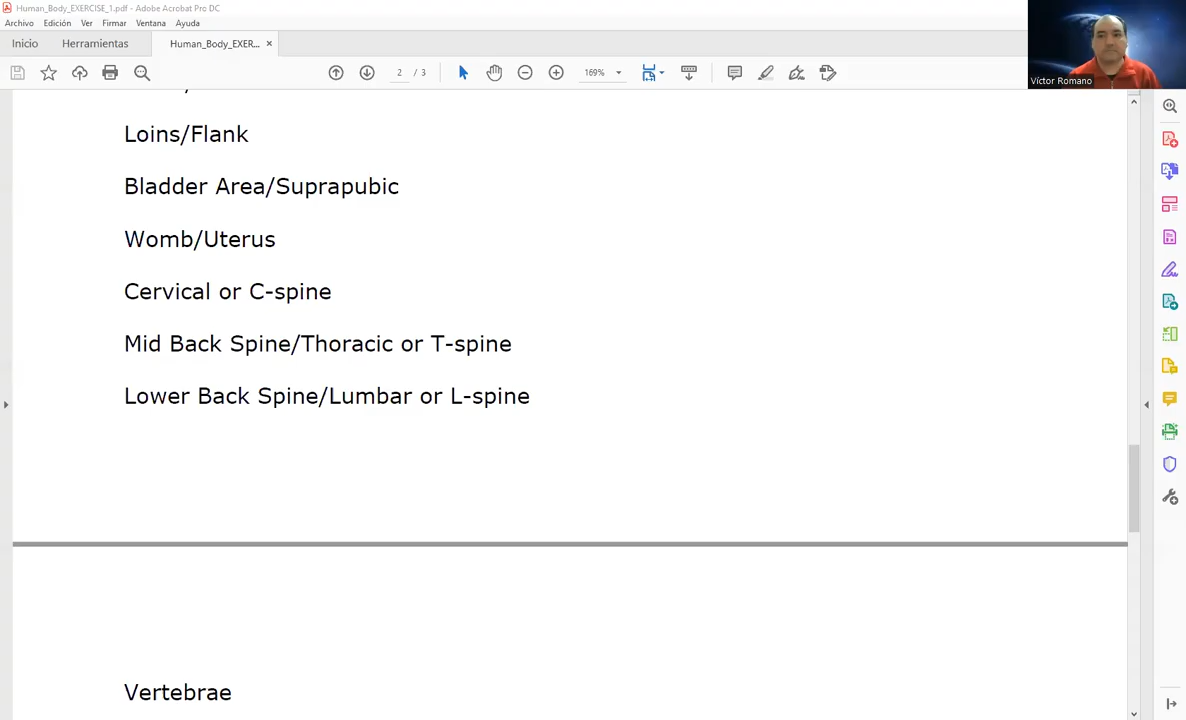 Human_Body_EXERCISE_1.pdf - Adobe Acrobat Pro DC
Archivo Edición Ver Firmar Ventana Ayuda
Inicio Herramientas Human_Body_EXER... ×
2 / 3 169%
Víctor Romano
Loins/Flank
Bladder Area/Suprapubic
Womb/Uterus
Cervical or C-spine
Mid Back Spine/Thoracic or T-spine
Lower Back Spine/Lumbar or L-spine
Vertebrae